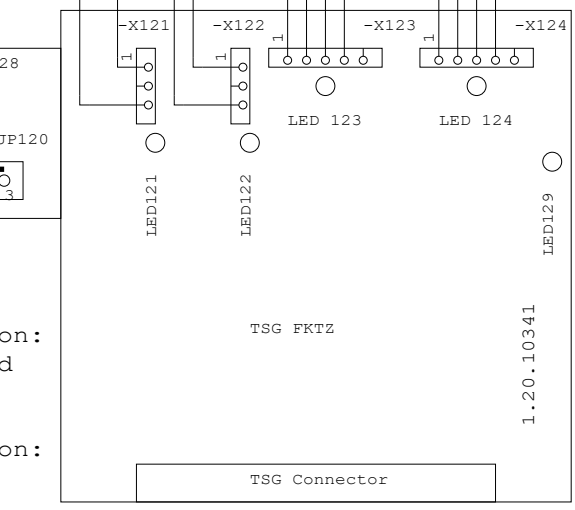 -X121
-X122
-X123
-X124
1
1
1
1
28
JP120
3
LED 123
LED 124
LED121
LED122
LED129
TSG FKTZ
1.20.10341
on:
d
on:
TSG Connector